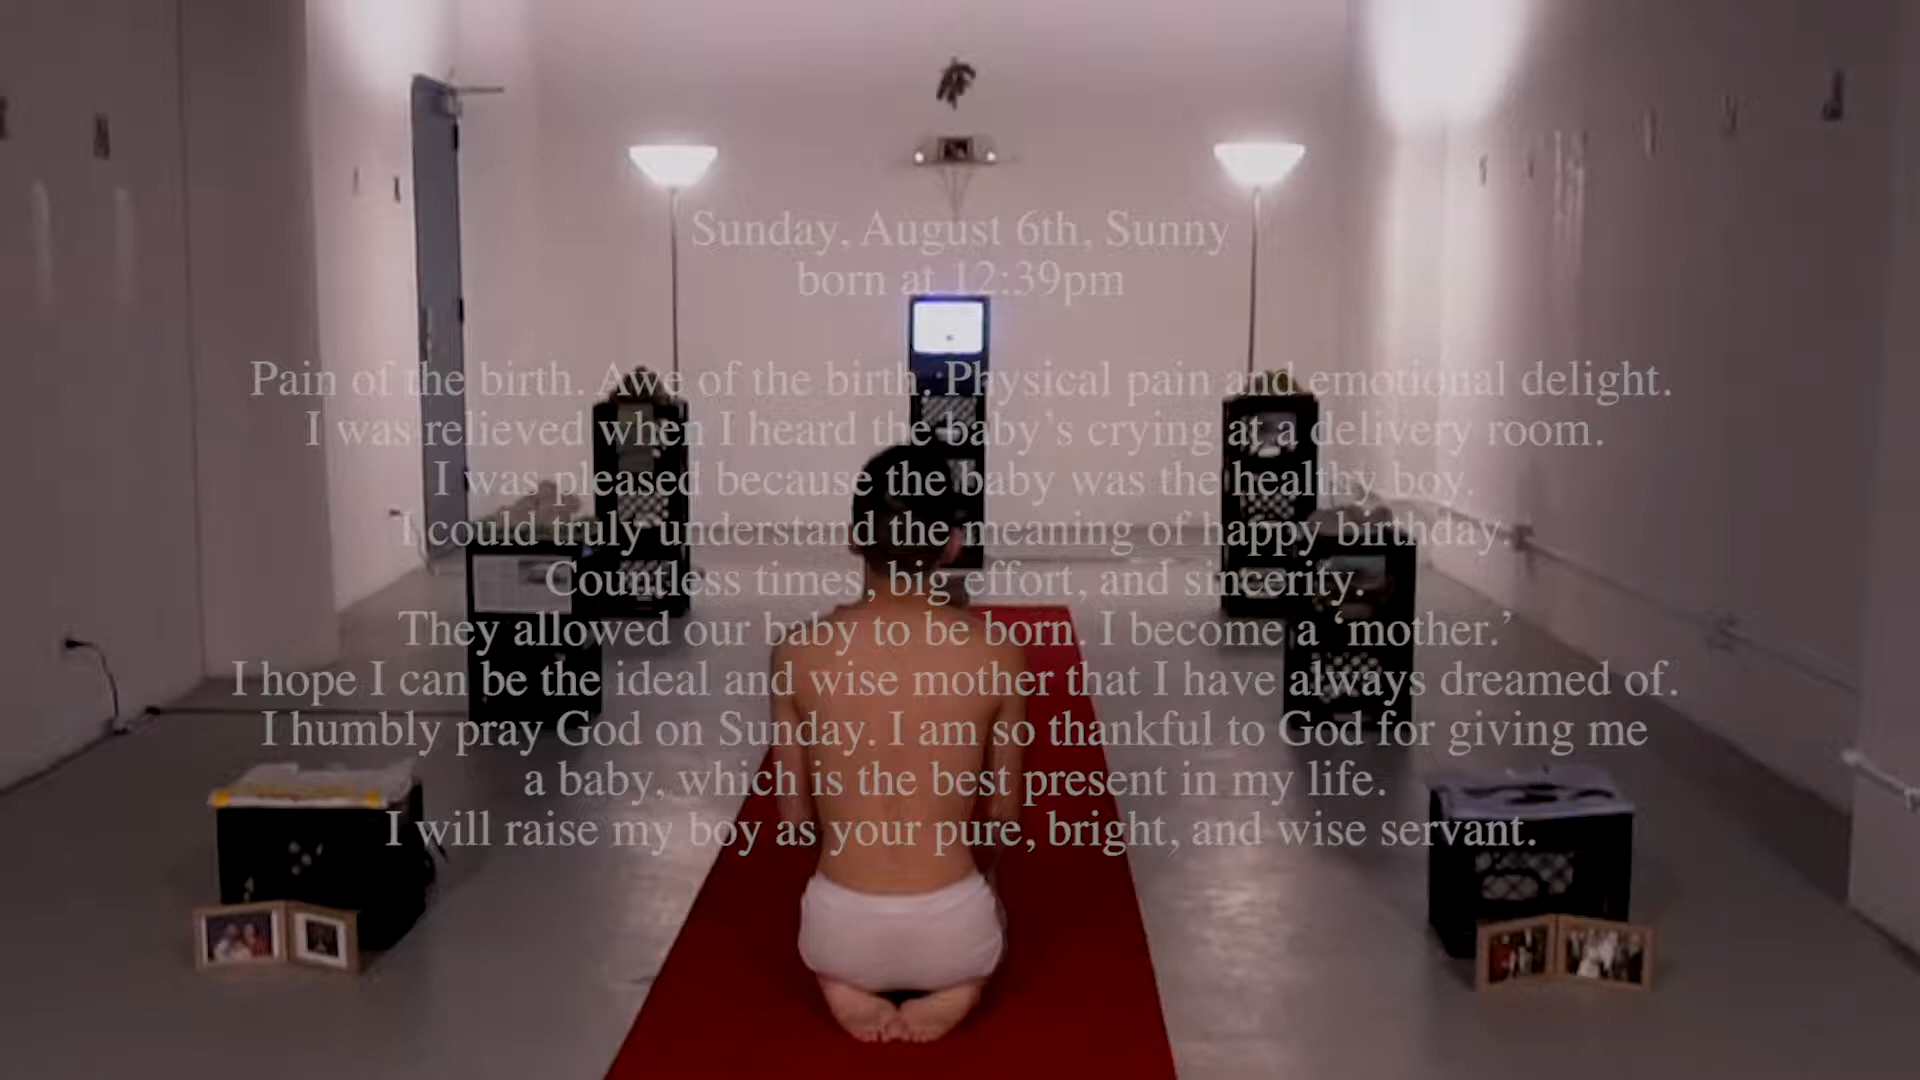 Sunday, August 6th, Sunny
born at 12:39pm
Pain of the birth. Awe of the birth. Physical pain and emotional delight.
I was relieved when I heard the baby’s crying at a delivery room.
I was pleased because the baby was the healthy boy.
I could truly understand the meaning of happy birthday.
Countless times, big effort, and sincerity.
They allowed our baby to be born. I become a ‘mother.’
I hope I can be the ideal and wise mother that I have always dreamed of.
I humbly pray God on Sunday. I am so thankful to God for giving me
a baby, which is the best present in my life.
I will raise my boy as your pure, bright, and wise servant.